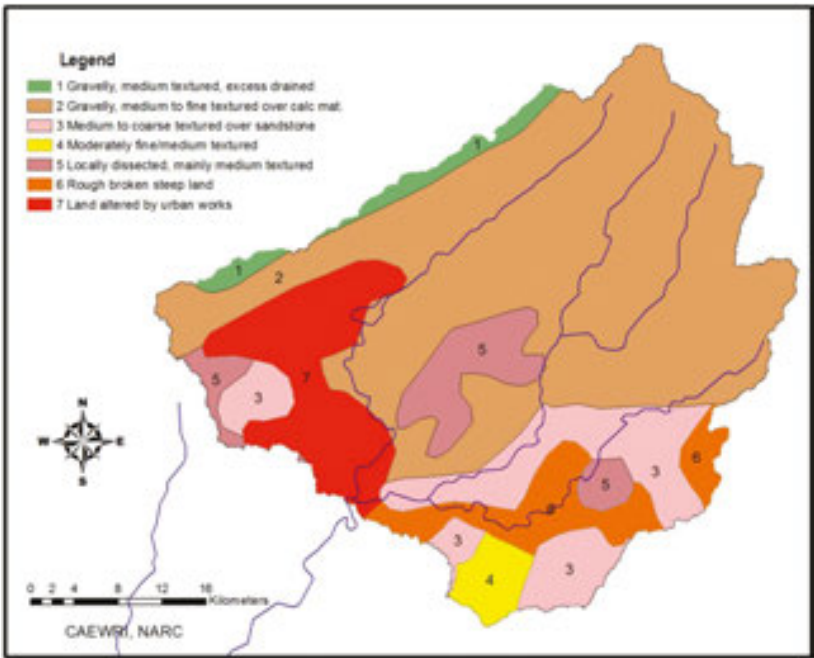 Legend
1 Gravelly, medium textured, excess drained
2 Gravelly, medium to fine textured over calc mat.
3 Medium to coarse textured over sandstone
4 Moderately fine/medium textured
5 Locally dissected, mainly medium textured
6 Rough broken steep land
7 Land altered by urban works
1
1
2
5
5
7
3
3
6
5
3
4
3
N
W E
S
0 2 4 8 12 16
Kilometers
CAEWRI, NARC